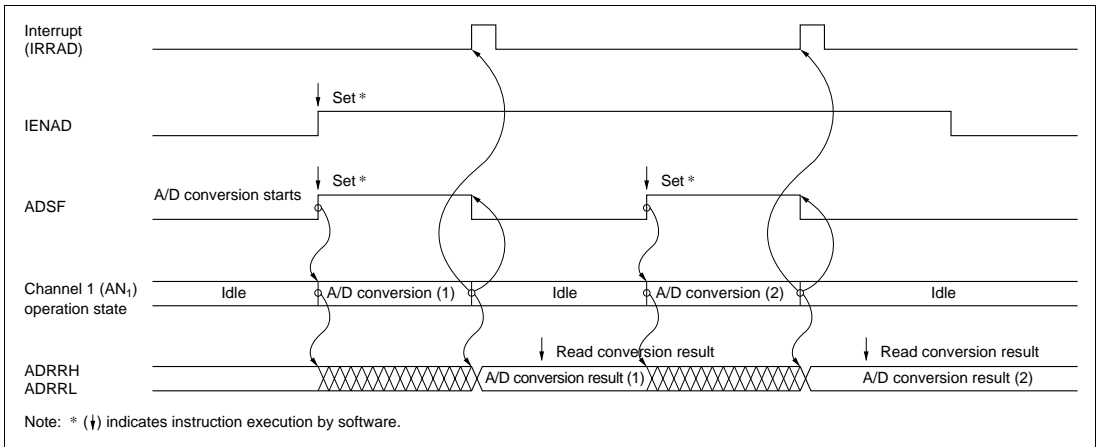 Interrupt
(IRRAD)
Set *
IENAD
Set *
Set *
A/D conversion starts
ADSF
Channel 1 (AN1)
operation state
Idle
A/D conversion (1)
Idle
A/D conversion (2)
Idle
Read conversion result
Read conversion result
ADRRH
ADRRL
A/D conversion result (1)
A/D conversion result (2)
Note: * (↓) indicates instruction execution by software.